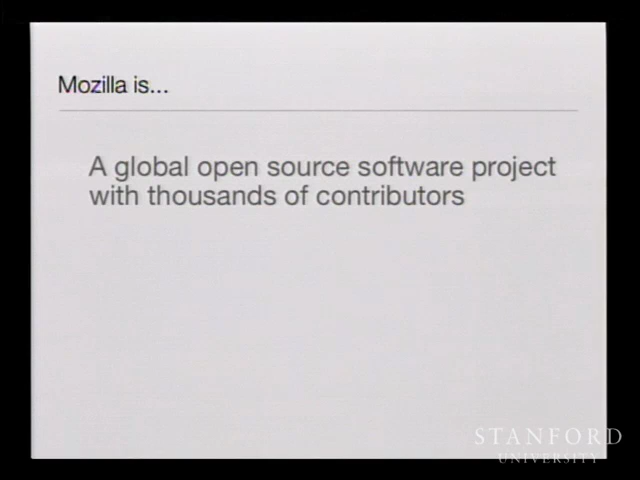 Mozilla is...
A global open source software project
with thousands of contributors
STANFORD
UNIVERSITY